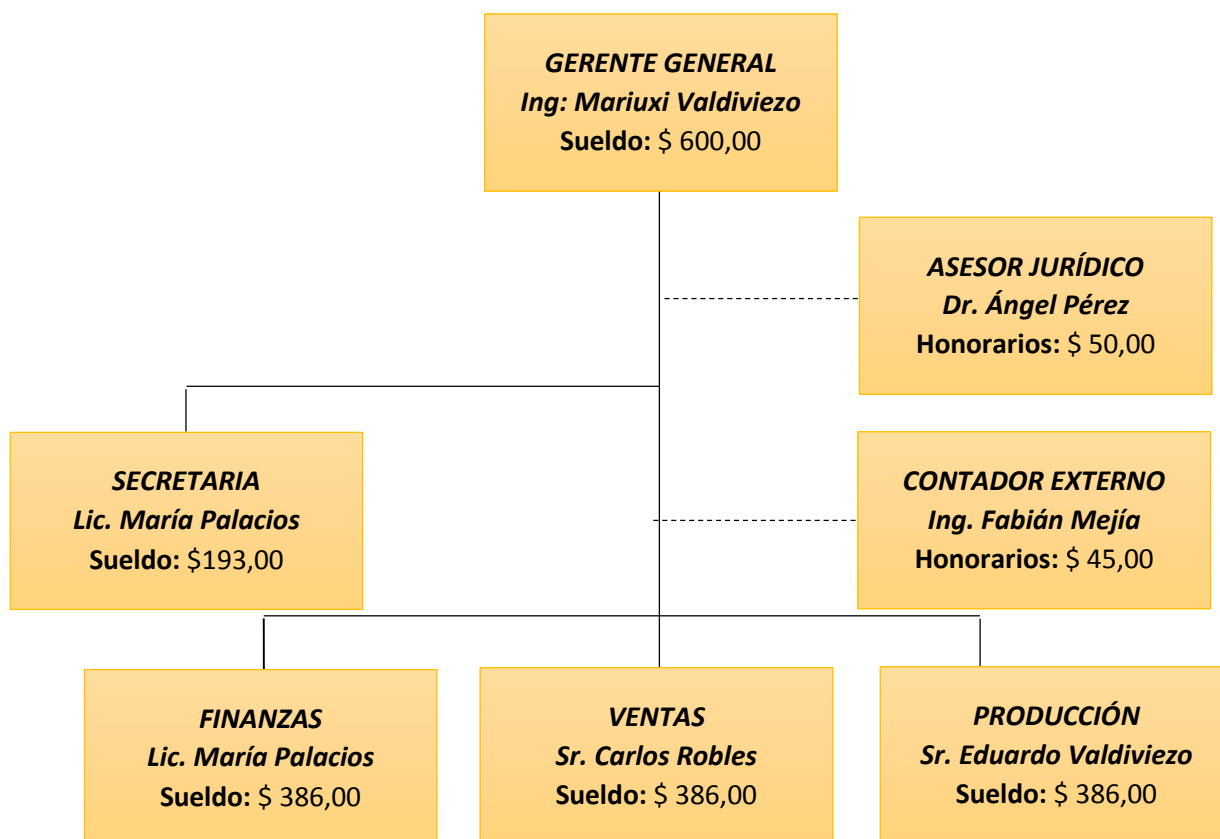 GERENTE GENERAL
Ing: Mariuxi Valdiviezo
Sueldo: $ 600,00
ASESOR JURÍDICO
Dr. Ángel Pérez
Honorarios: $ 50,00
SECRETARIA
Lic. María Palacios
Sueldo: $193,00
CONTADOR EXTERNO
Ing. Fabián Mejía
Honorarios: $ 45,00
FINANZAS
Lic. María Palacios
Sueldo: $ 386,00
VENTAS
Sr. Carlos Robles
Sueldo: $ 386,00
PRODUCCIÓN
Sr. Eduardo Valdiviezo
Sueldo: $ 386,00